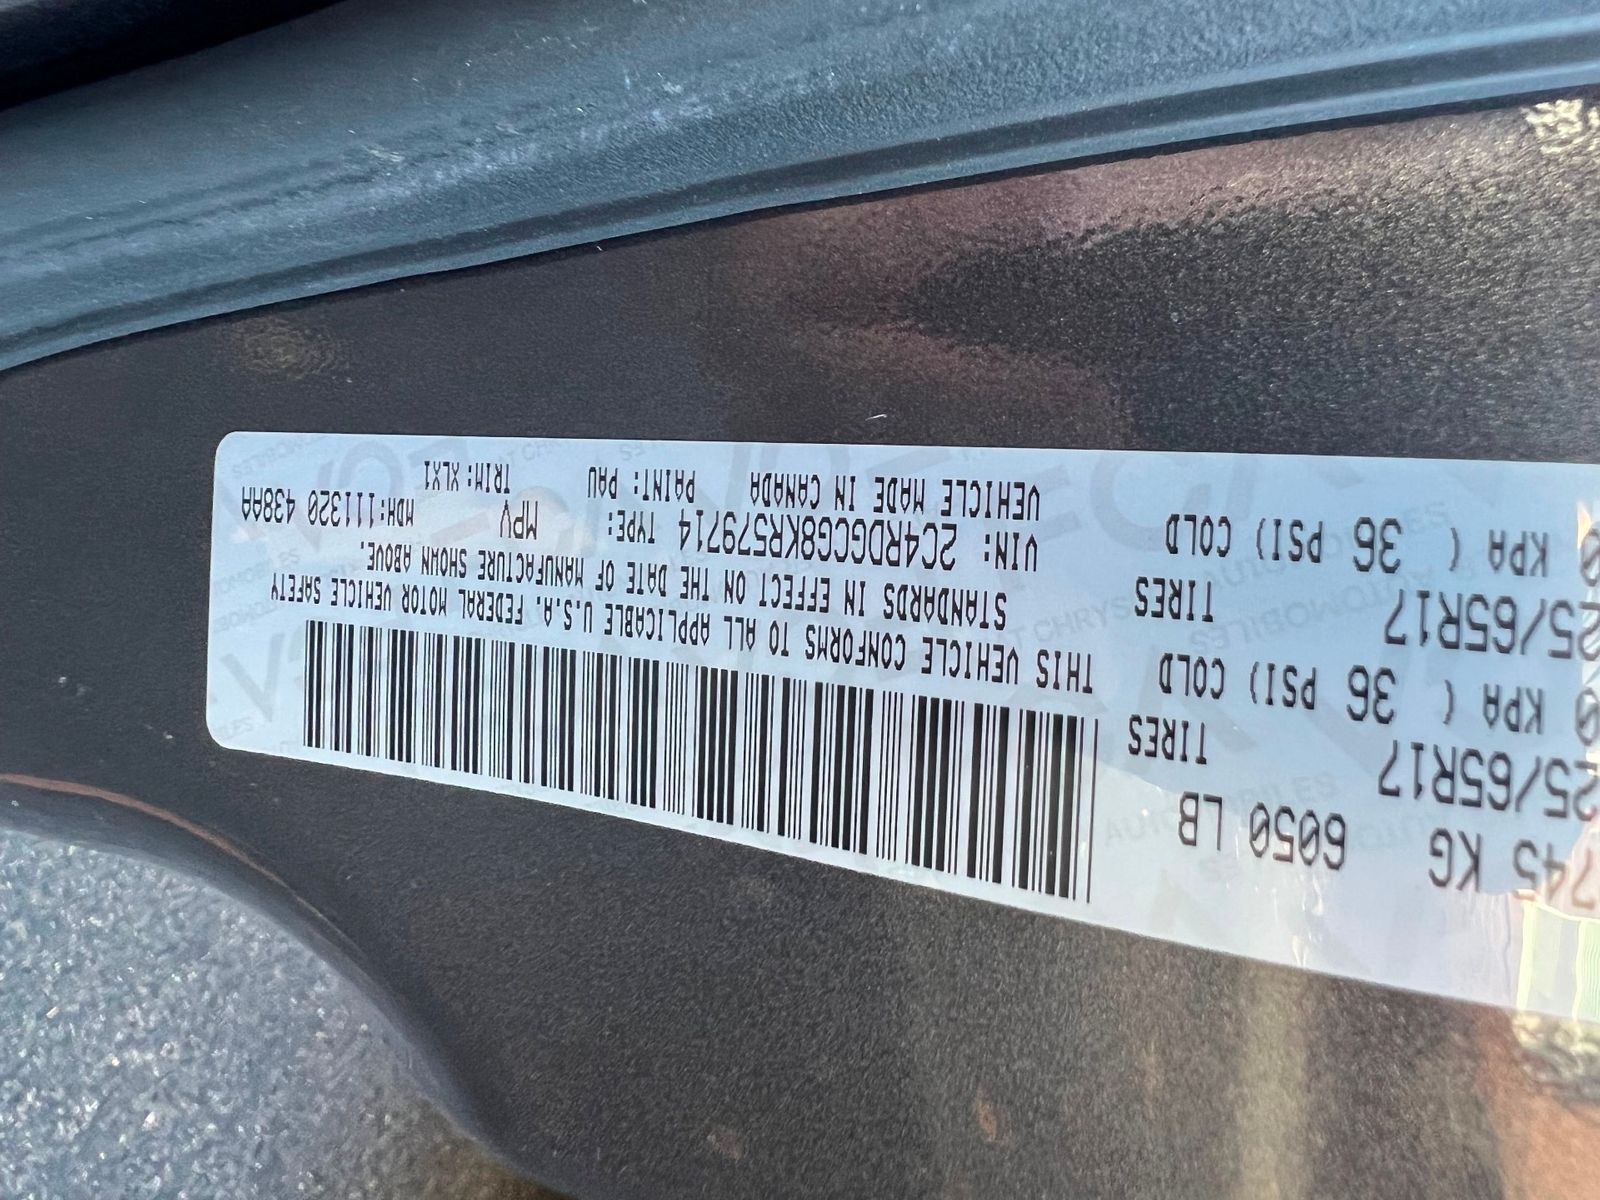 745 KG 6050 LB
25/65R17 TIRES
0 KPA ( 36 PSI) COLD
25/65R17 TIRES
0 KPA ( 36 PSI) COLD
THIS VEHICLE CONFORMS TO ALL APPLICABLE U.S.A. FEDERAL MOTOR VEHICLE SAFETY
STANDARDS IN EFFECT ON THE DATE OF MANUFACTURE SHOWN ABOVE.
VIN: 2C4RDGCG8KR579714 TYPE: MPV MDH:111320 438AA
VEHICLE MADE IN CANADA PAINT: PAU TRIM:XLX1